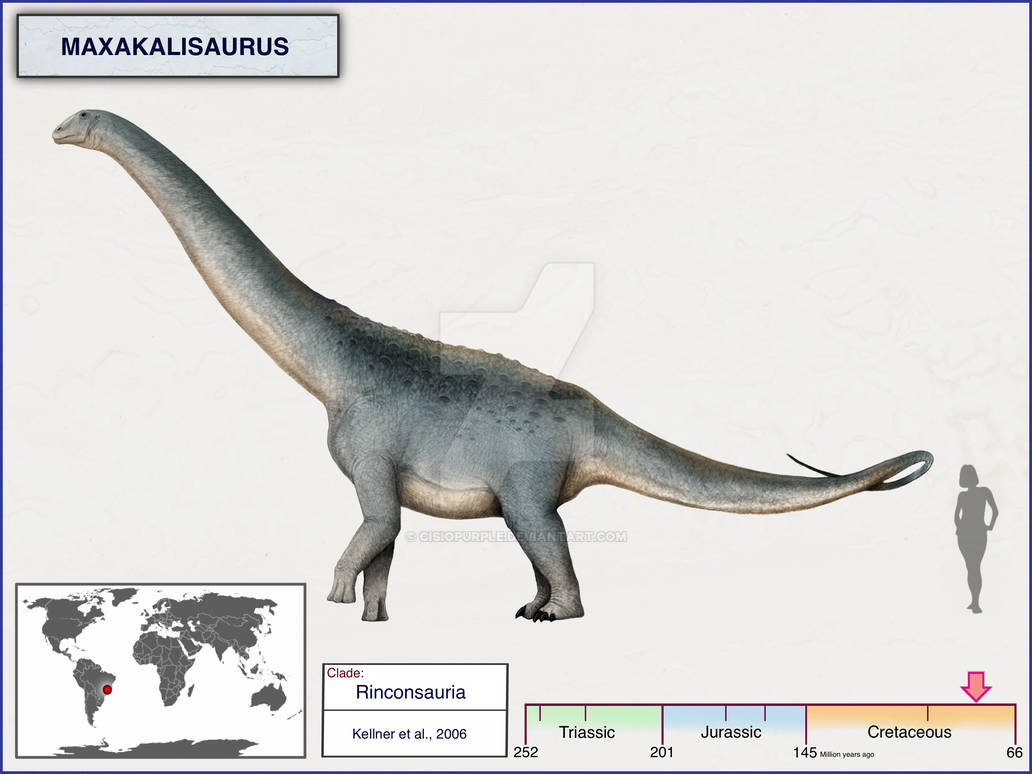 MAXAKALISAURUS
© CISIOPURPLE.DEVIANTART.COM
Clade:
Rinconsauria
Kellner et al., 2006
Triassic
Jurassic
Cretaceous
252
201
145 Million years ago
66